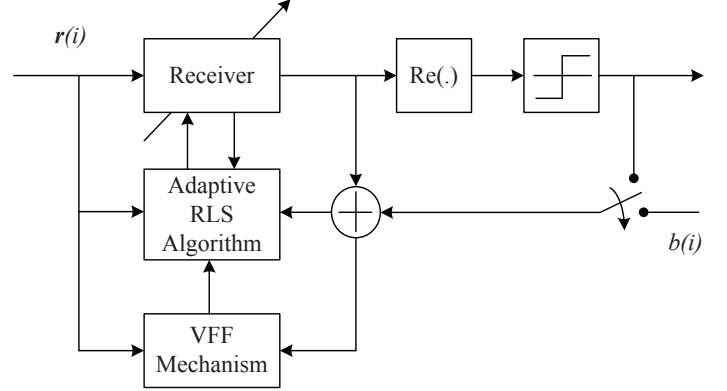 r(i)
Receiver
Re(.)
Adaptive
RLS
Algorithm
b(i)
VFF
Mechanism